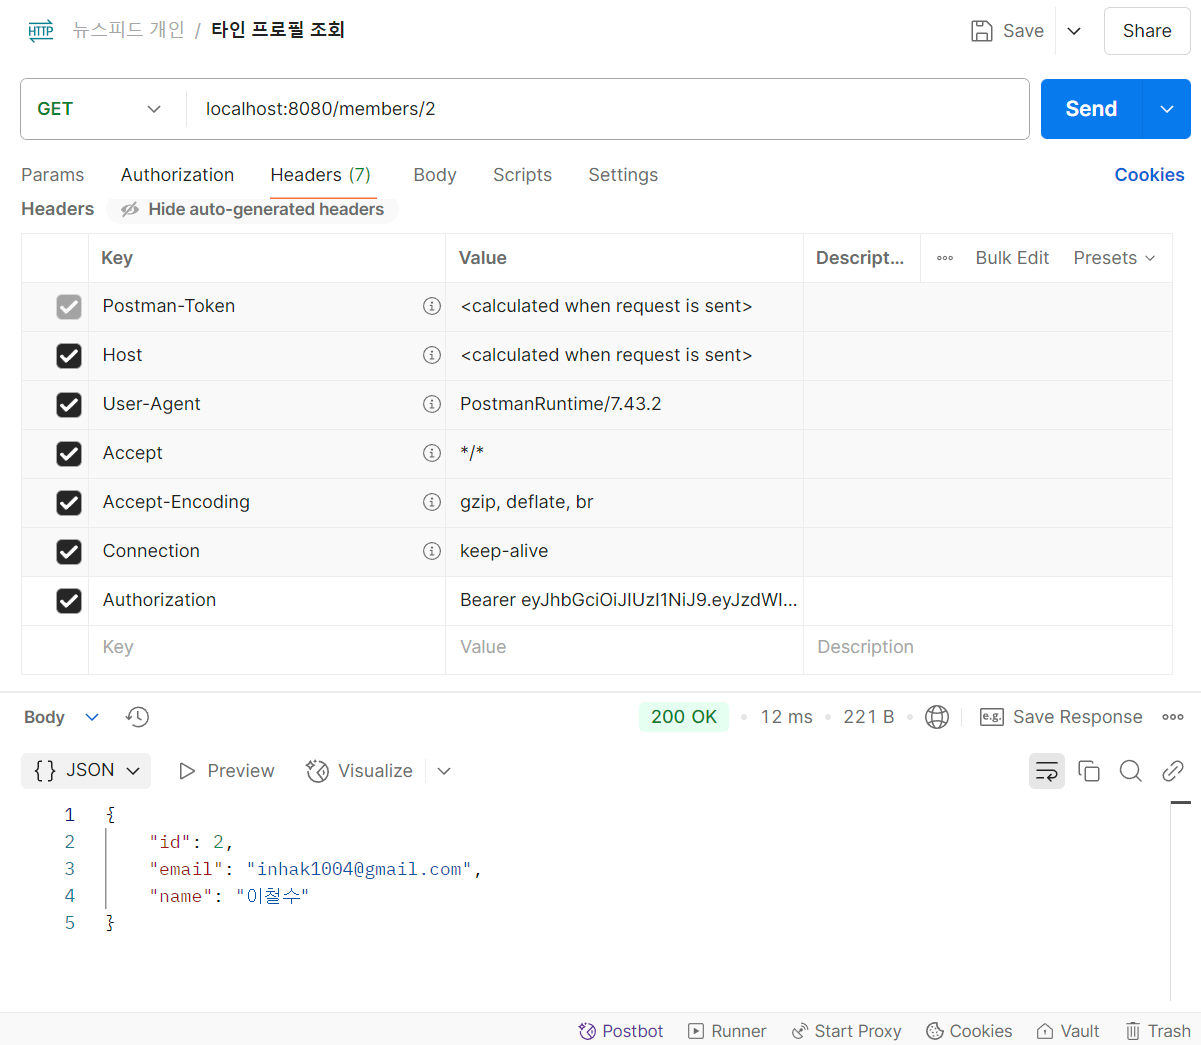 HTTP 뉴스피드 개인 / 타인 프로필 조회 Save Share
GET localhost:8080/members/2 Send
Params Authorization Headers (7) Body Scripts Settings Cookies
Headers Hide auto-generated headers
Key Value Descript... Bulk Edit Presets
Postman-Token <calculated when request is sent>
Host <calculated when request is sent>
User-Agent PostmanRuntime/7.43.2
Accept */*
Accept-Encoding gzip, deflate, br
Connection keep-alive
Authorization Bearer eyJhbGciOiJIUzI1NiJ9.eyJzdWI...
Key Value Description
Body 200 OK • 12 ms • 221 B • e.g. Save Response
{} JSON Preview Visualize
1 {
2 "id": 2,
3 "email": "inhak1004@gmail.com",
4 "name": "이철수"
5 }
Postbot Runner Start Proxy Cookies Vault Trash